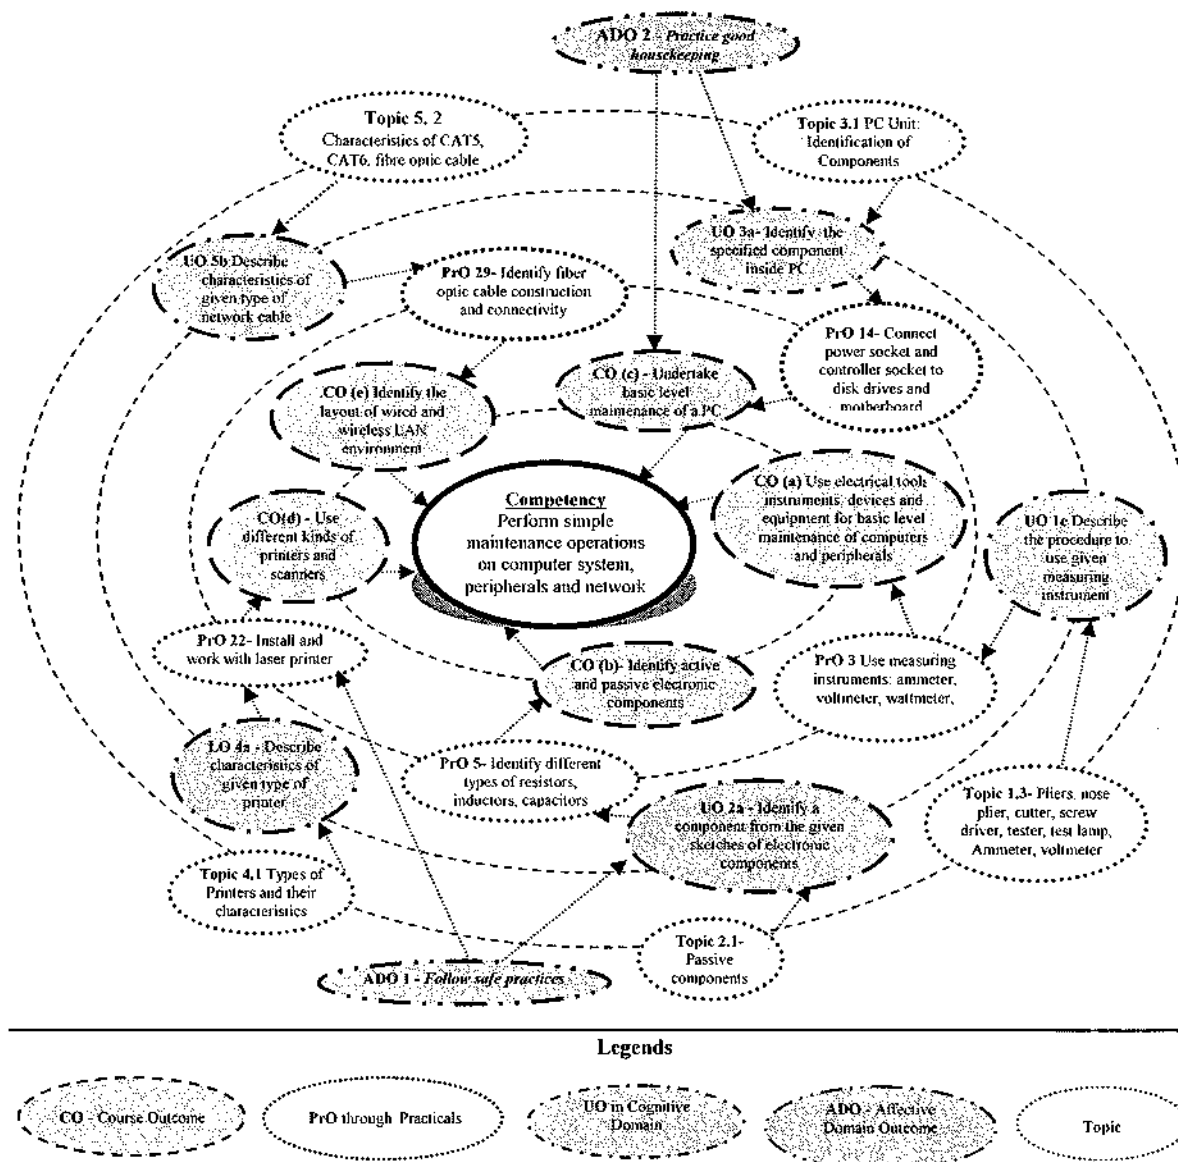 ADO 2 - Practice good
housekeeping
Topic 5, 2
Characteristics of CAT5,
CAT6, fibre optic cable
Topic 3.1 PC Unit:
Identification of
Components
UO 5b Describe
characteristics of
given type of
network cable
UO 3a- Identify the
specified component
inside PC
PrO 29- Identify fiber
optic cable construction
and connectivity
PrO 14- Connect
power socket and
controller socket to
disk drives and
motherboard
CO (e) Identify the
layout of wired and
wireless LAN
environment
CO (c) - Undertake
basic level
maintenance of a PC
Competency
Perform simple
maintenance operations
on computer system,
peripherals and network
CO (a) Use electrical tools
instruments, devices and
equipment for basic level
maintenance of computers
and peripherals
CO(d) - Use
different kinds of
printers and
scanners
UO 1c Describe
the procedure to
use given
measuring
instrument
PrO 22- Install and
work with laser printer
CO (b)- Identify active
and passive electronic
components
PrO 3 Use measuring
instruments: ammeter,
voltmeter, wattmeter,
LO 4a - Describe
characteristics of
given type of
printer
PrO 5- Identify different
types of resistors,
inductors, capacitors
UO 2a - Identify a
component from the given
sketches of electronic
components
Topic 1.3- Pliers, nose
plier, cutter, screw
driver, tester, test lamp,
Ammeter, voltmeter
Topic 4.1 Types of
Printers and their
characteristics
Topic 2.1-
Passive
components
ADO 1 - Follow safe practices
Legends
CO - Course Outcome
PrO through Practicals
UO in Cognitive
Domain
ADO - Affective
Domain Outcome
Topic